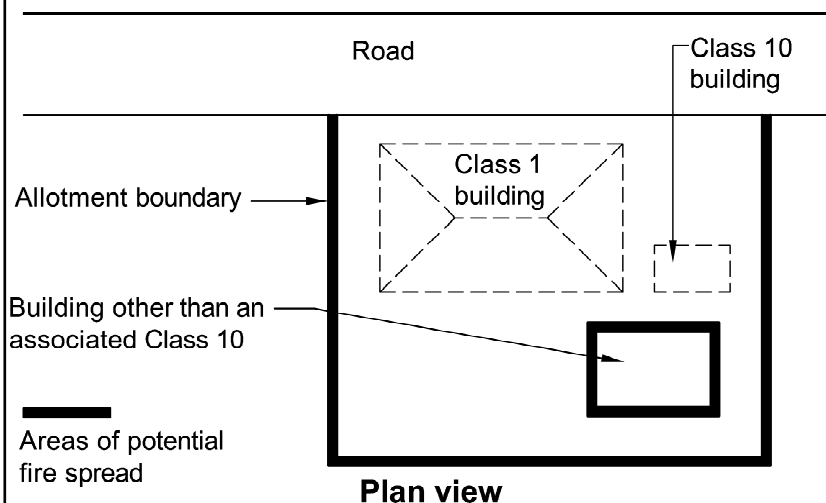 Road
Class 10
building
Class 1
building
Allotment boundary
Building other than an
associated Class 10
Areas of potential
fire spread
Plan view